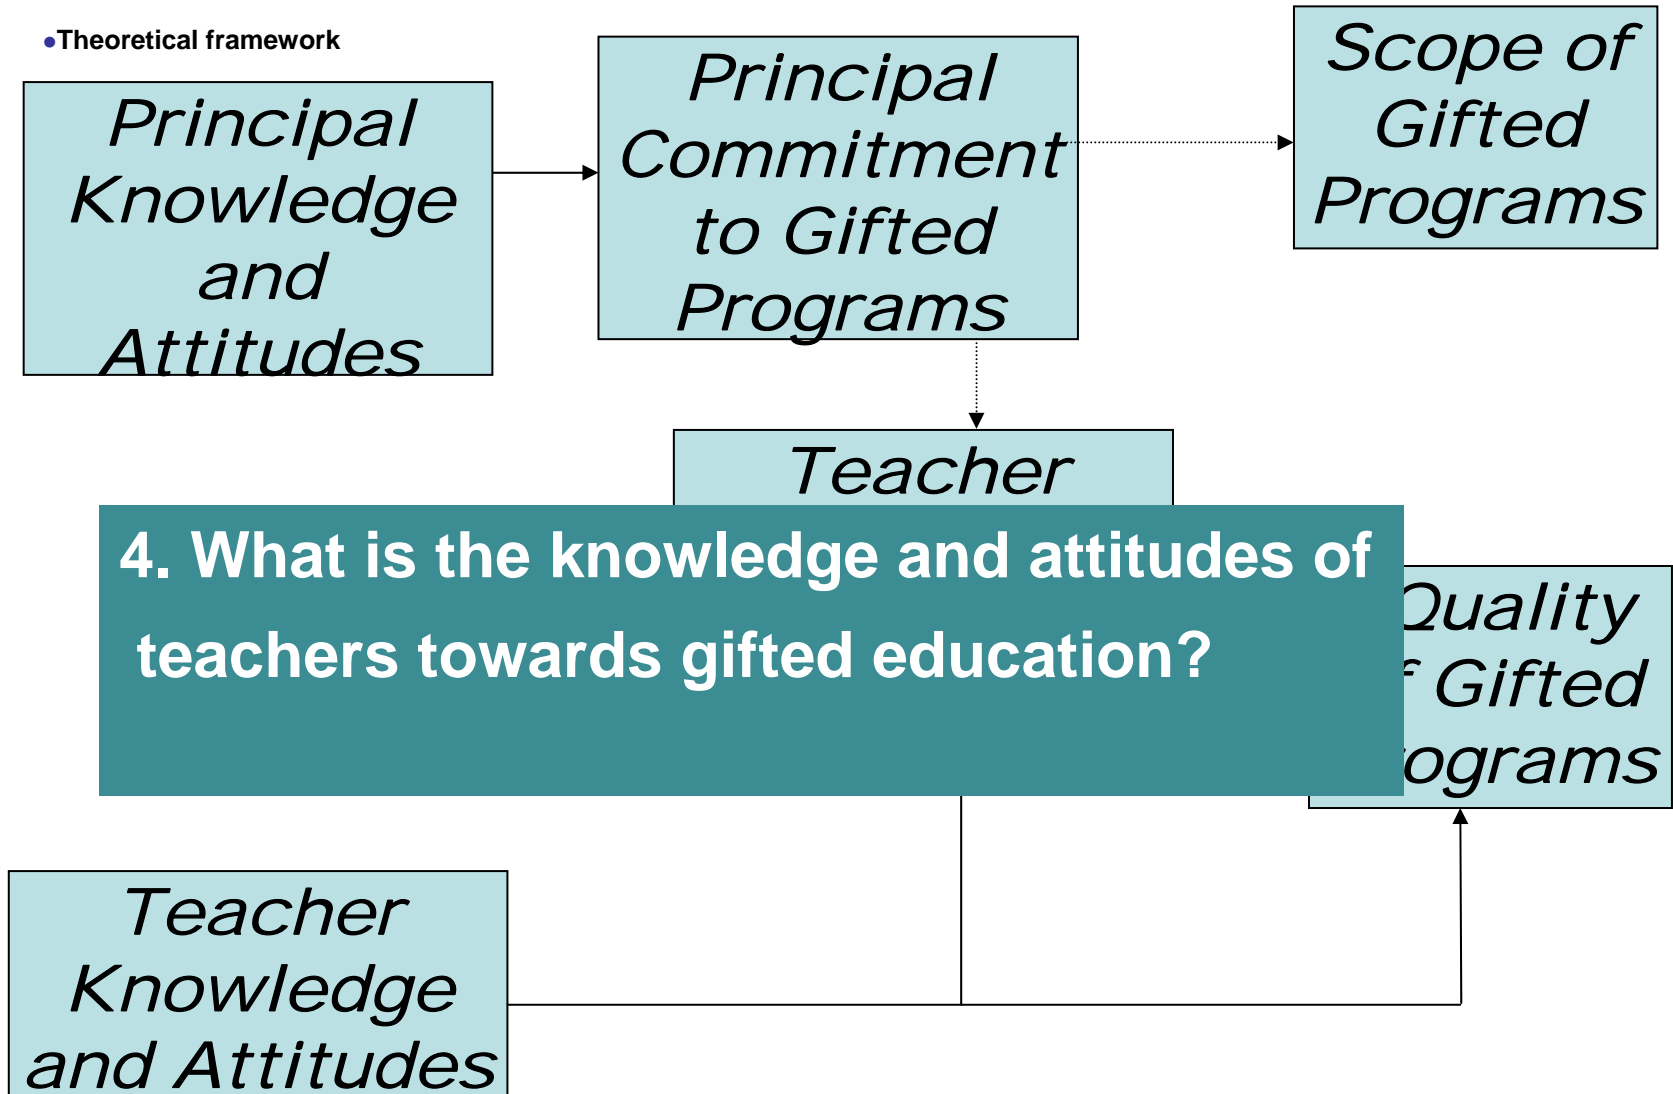 •Theoretical framework
Principal
Knowledge
and
Attitudes
Principal
Commitment
to Gifted
Programs
Scope of
Gifted
Programs
Teacher
4. What is the knowledge and attitudes of
teachers towards gifted education?
Quality
f Gifted
ograms
Teacher
Knowledge
and Attitudes